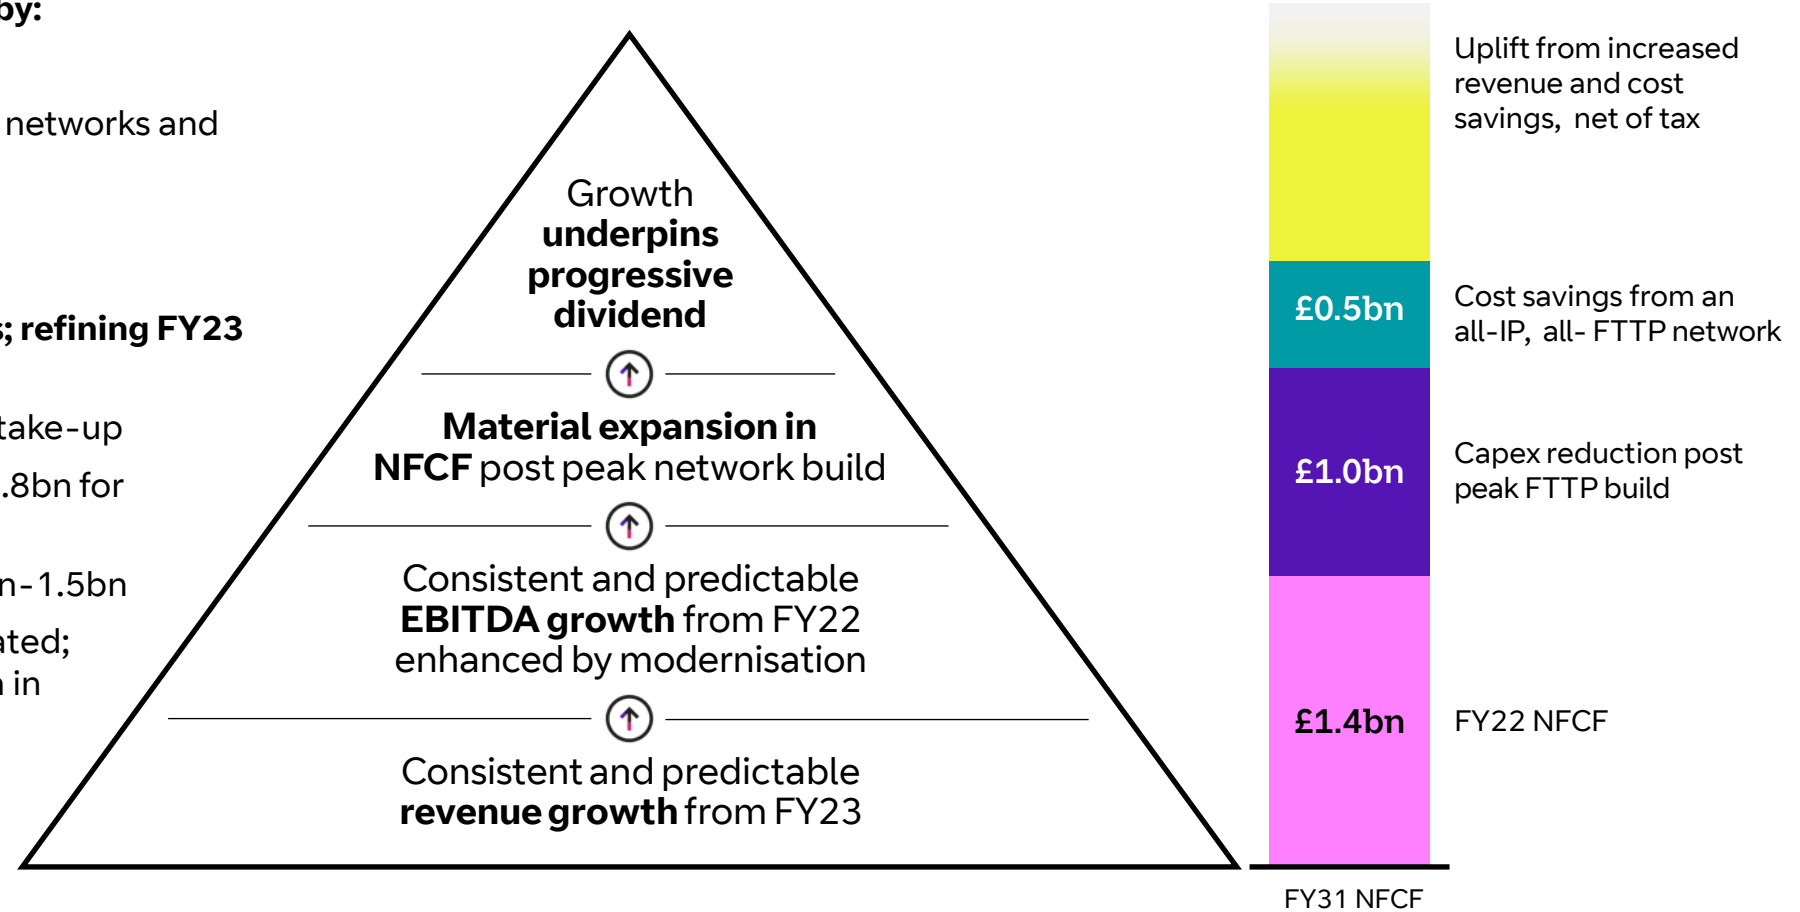 by:
networks and
; refining FY23
take-up
.8bn for
n-1.5bn
ated;
in
Growth
underpins
progressive
dividend
Material expansion in
NFCF post peak network build
Consistent and predictable
EBITDA growth from FY22
enhanced by modernisation
Consistent and predictable
revenue growth from FY23
Uplift from increased
revenue and cost
savings, net of tax
£0.5bn
Cost savings from an
all-IP, all- FTTP network
£1.0bn
Capex reduction post
peak FTTP build
£1.4bn
FY22 NFCF
FY31 NFCF